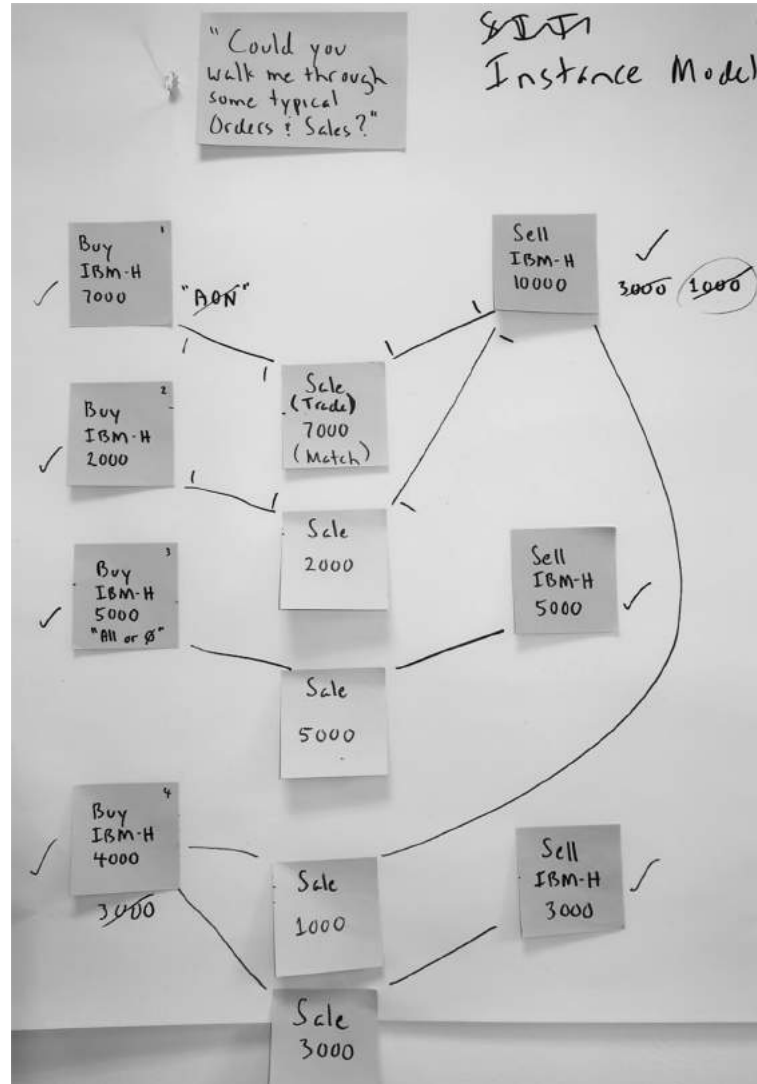 "Could you
walk me through
some typical
Orders & Sales?"
Instance Model
1
Buy
IBM-H
7000
"AON"
Sell
IBM-H
10000
3000 1000
Sale
(Trade)
7000
(Match)
2
Buy
IBM-H
2000
Sale
2000
3
Buy
IBM-H
5000
"All or Ø"
Sell
IBM-H
5000
Sale
5000
4
Buy
IBM-H
4000
3000
Sale
1000
Sell
IBM-H
3000
Sale
3000